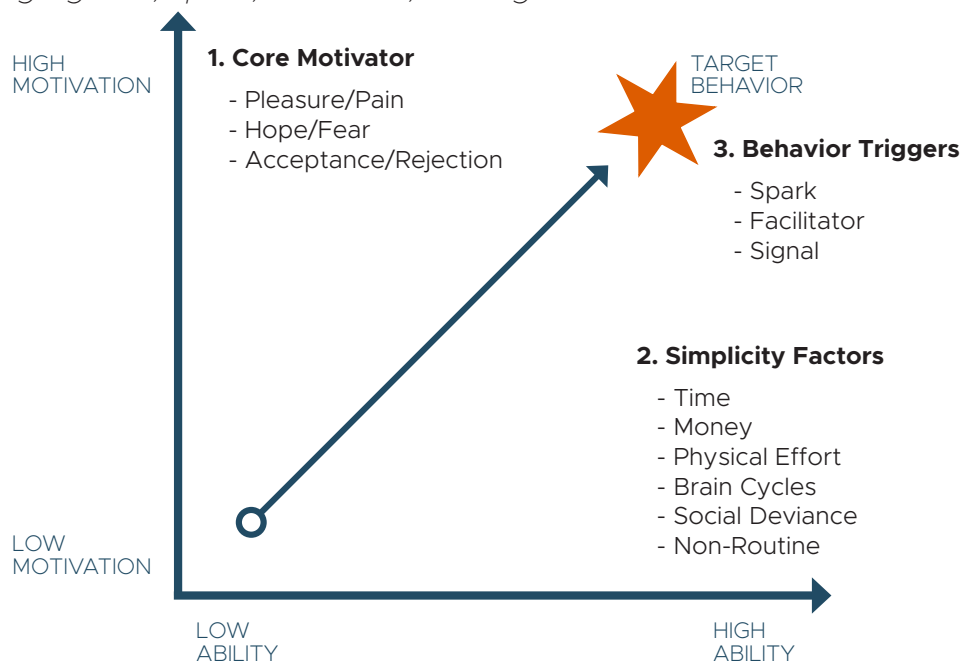 HIGH
MOTIVATION
1. Core Motivator
- Pleasure/Pain
- Hope/Fear
- Acceptance/Rejection
TARGET
BEHAVIOR
3. Behavior Triggers
- Spark
- Facilitator
- Signal
2. Simplicity Factors
- Time
- Money
- Physical Effort
- Brain Cycles
- Social Deviance
- Non-Routine
LOW
MOTIVATION
LOW
ABILITY
HIGH
ABILITY